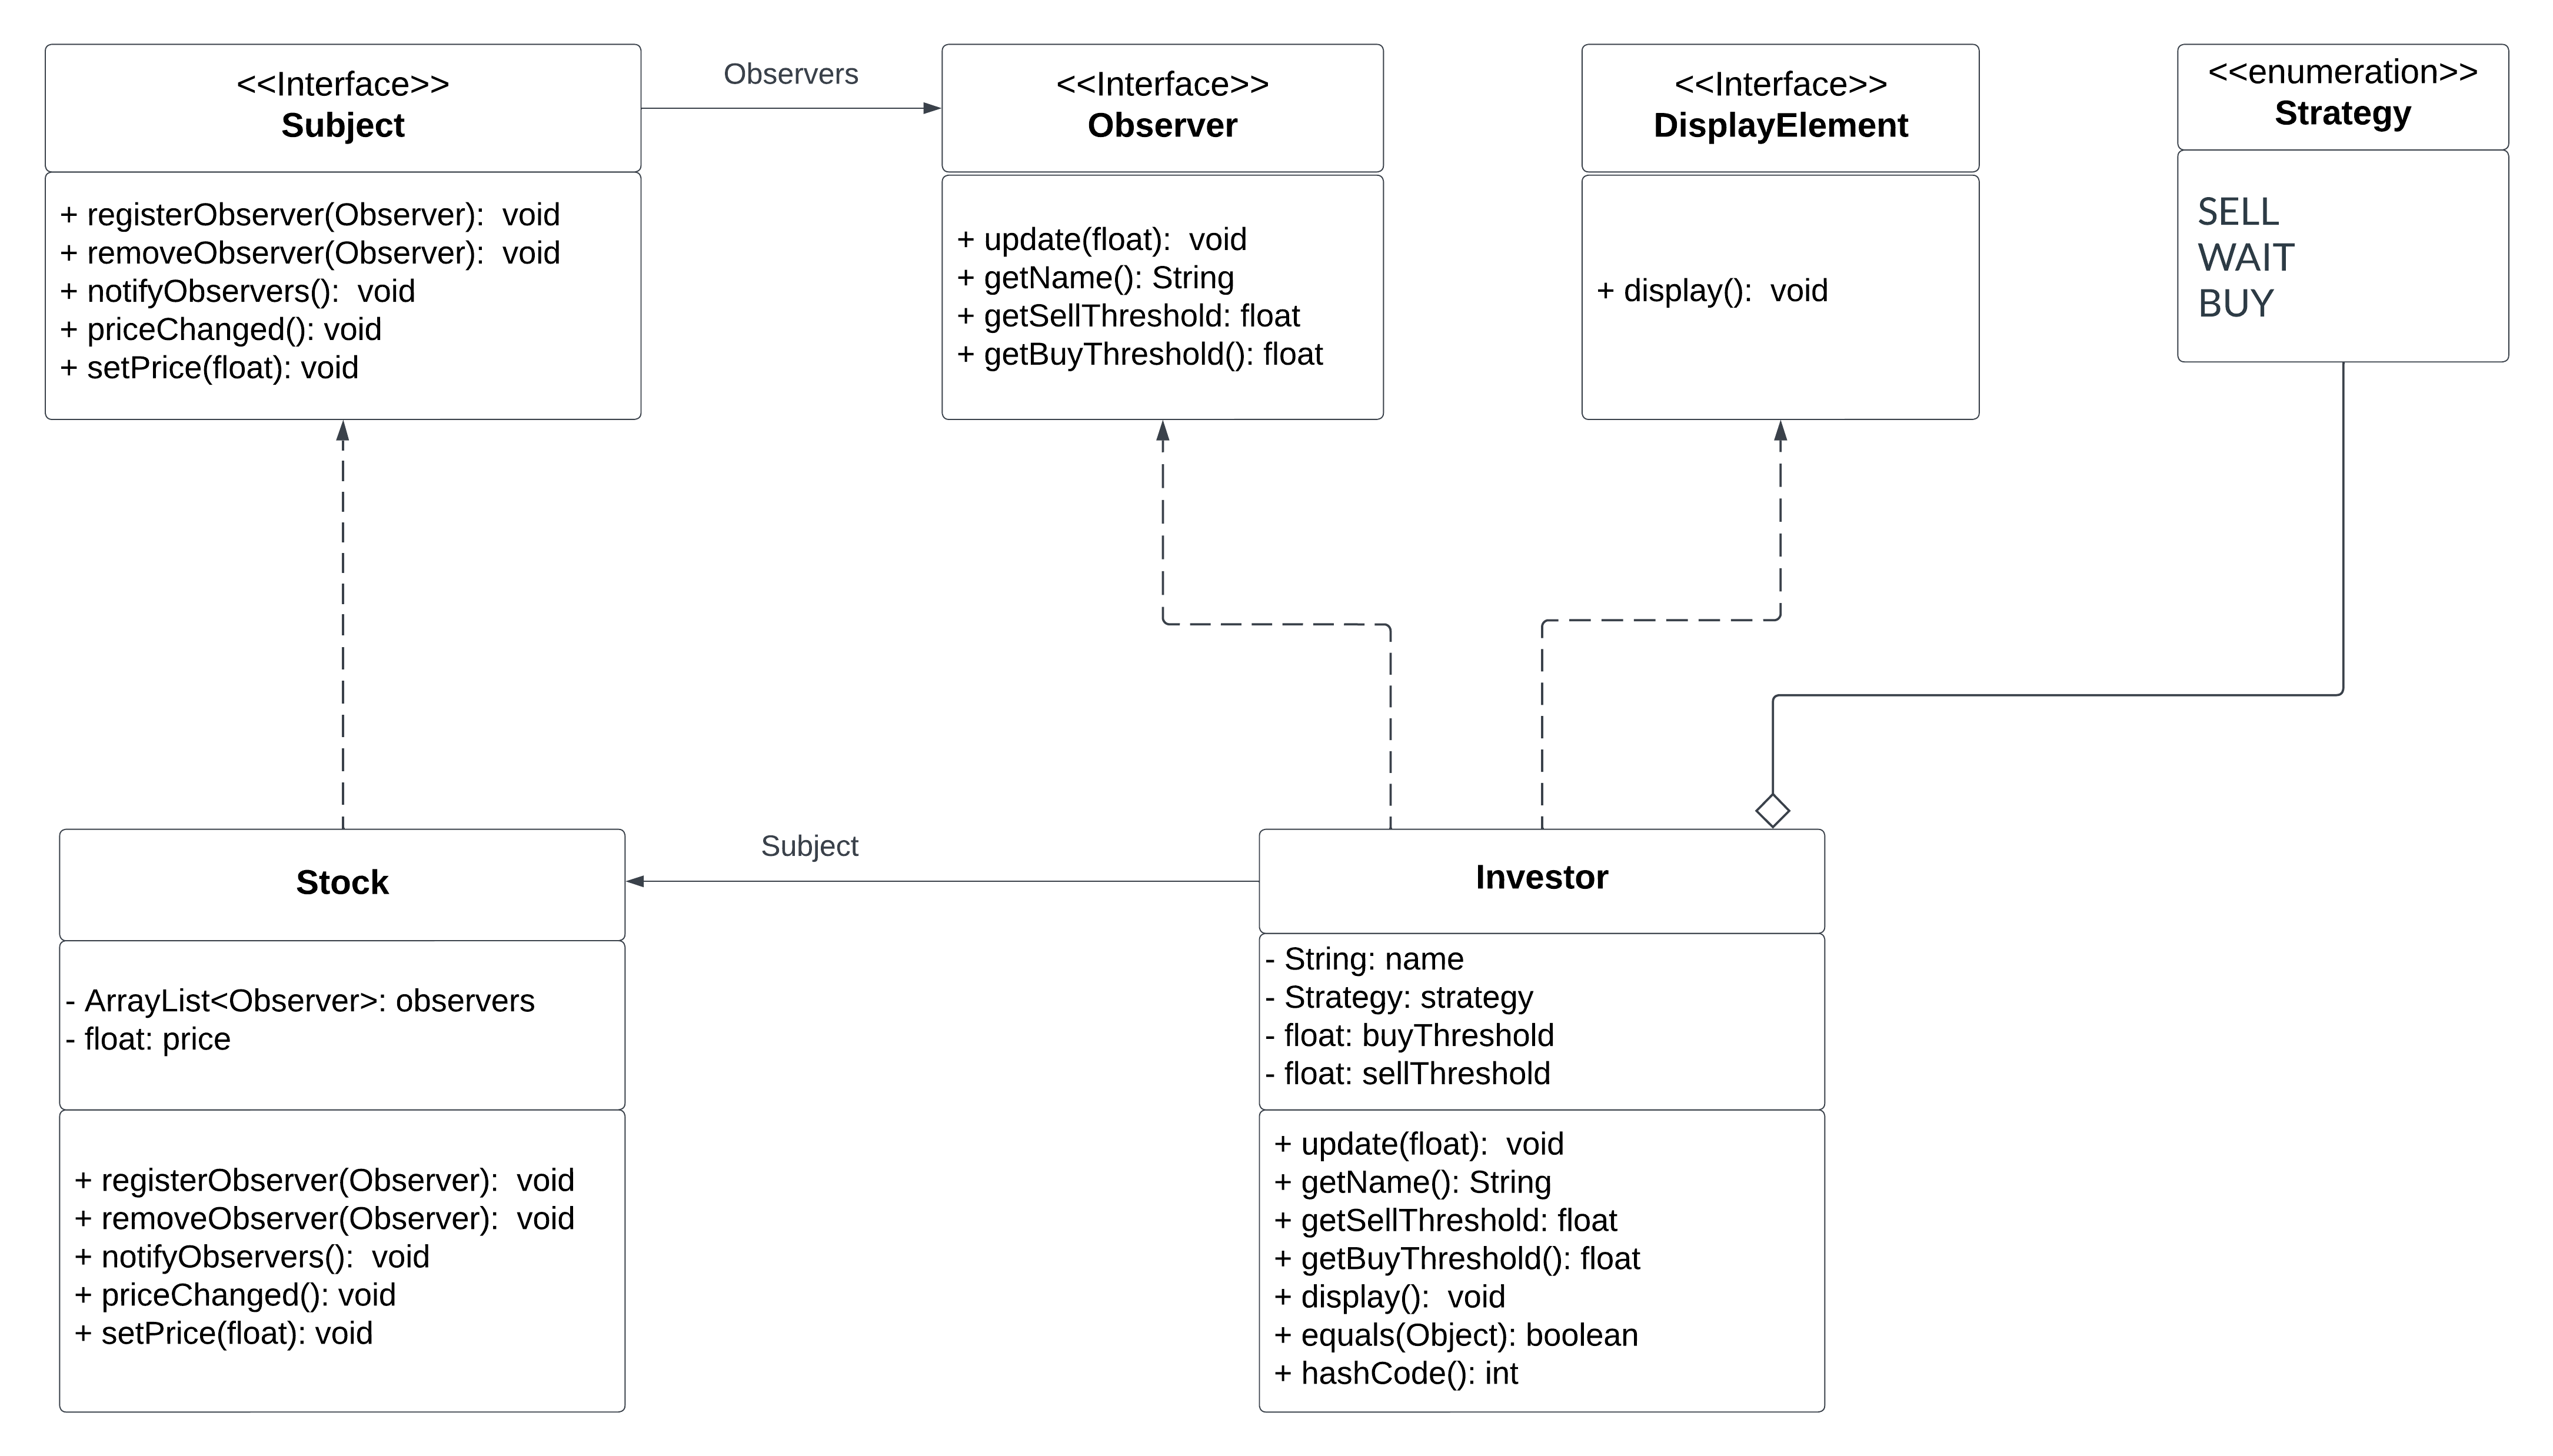 <<Interface>>
Subject
+ registerObserver(Observer):  void
+ removeObserver(Observer):  void
+ notifyObservers():  void
+ priceChanged(): void
+ setPrice(float): void
Observers
<<Interface>>
Observer
+ update(float):  void
+ getName(): String
+ getSellThreshold: float
+ getBuyThreshold(): float
<<Interface>>
DisplayElement
+ display():  void
<<enumeration>>
Strategy
SELL
WAIT
BUY
Stock
- ArrayList<Observer>: observers
- float: price
+ registerObserver(Observer):  void
+ removeObserver(Observer):  void
+ notifyObservers():  void
+ priceChanged(): void
+ setPrice(float): void
Subject
Investor
- String: name
- Strategy: strategy
- float: buyThreshold
- float: sellThreshold
+ update(float):  void
+ getName(): String
+ getSellThreshold: float
+ getBuyThreshold(): float
+ display():  void
+ equals(Object): boolean
+ hashCode(): int